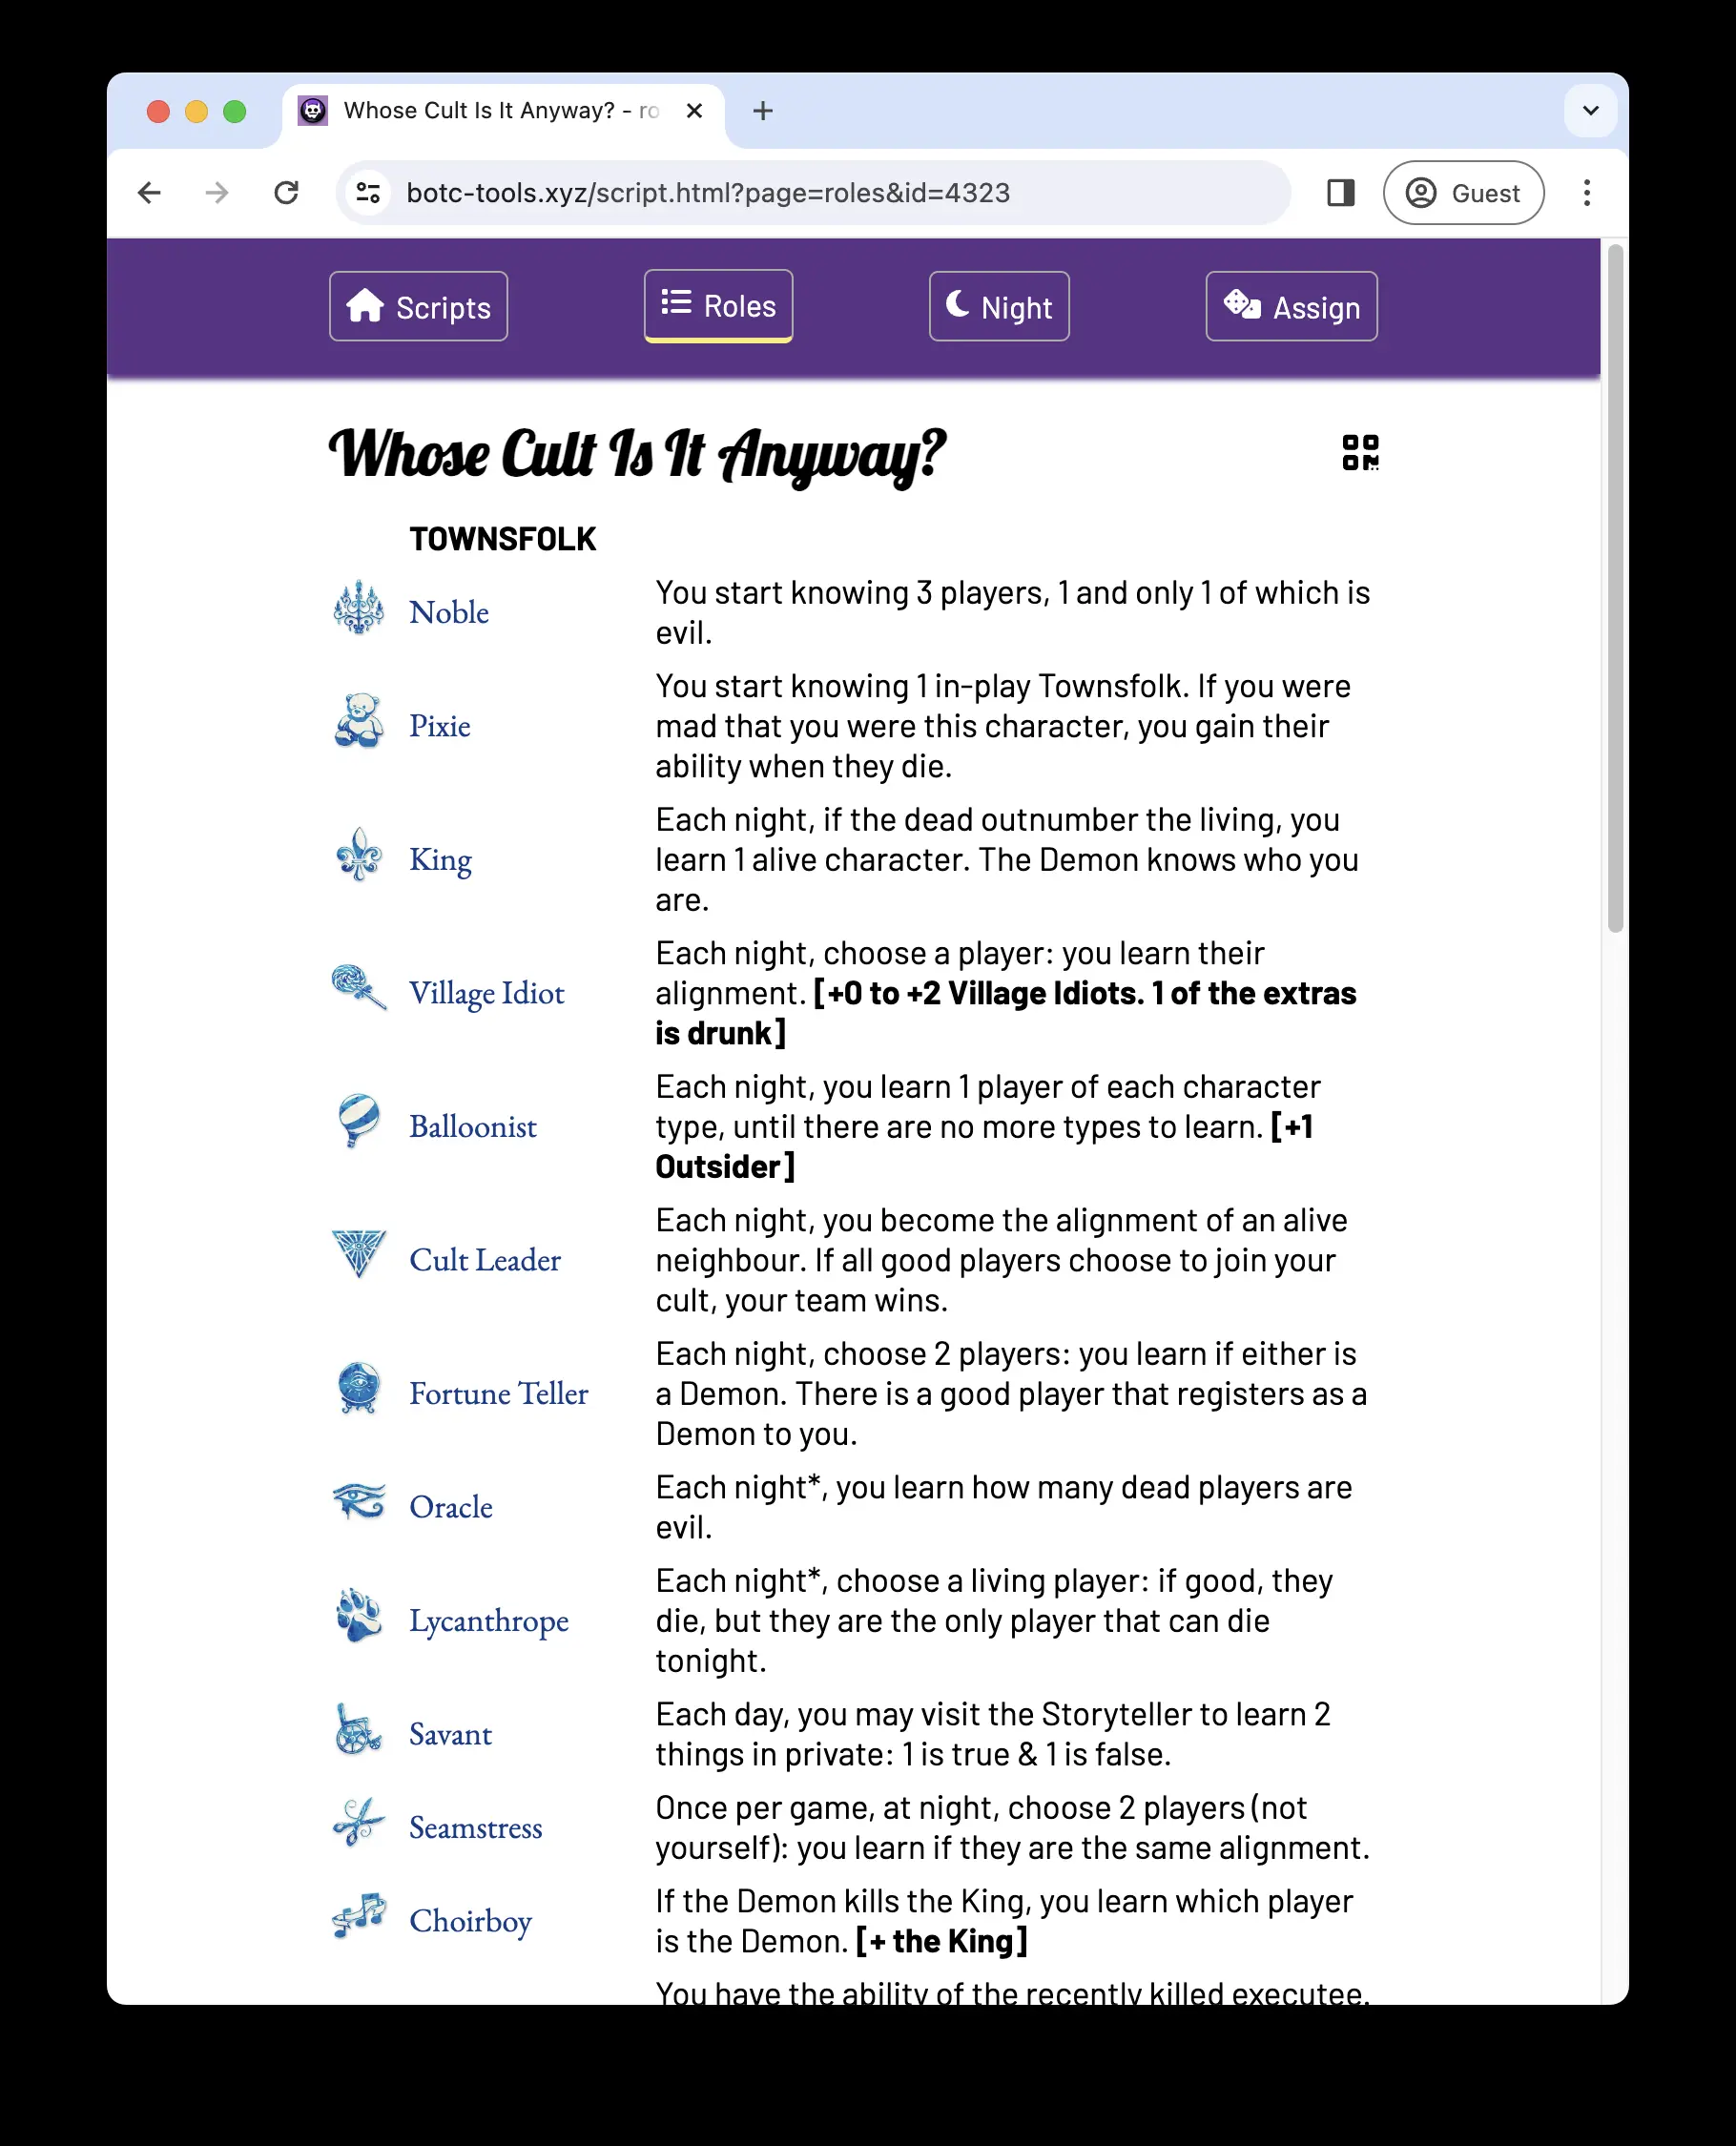 Whose Cult Is It Anyway? - ro
botc-tools.xyz/script.html?page=roles&id=4323
Guest
Scripts
Roles
Night
Assign
Whose Cult Is It Anyway?
TOWNSFOLK
Noble
You start knowing 3 players, 1 and only 1 of which is
evil.
Pixie
You start knowing 1 in-play Townsfolk. If you were
mad that you were this character, you gain their
ability when they die.
King
Each night, if the dead outnumber the living, you
learn 1 alive character. The Demon knows who you
are.
Village Idiot
Each night, choose a player: you learn their
alignment. [+0 to +2 Village Idiots. 1 of the extras
is drunk]
Balloonist
Each night, you learn 1 player of each character
type, until there are no more types to learn. [+1
Outsider]
Cult Leader
Each night, you become the alignment of an alive
neighbour. If all good players choose to join your
cult, your team wins.
Fortune Teller
Each night, choose 2 players: you learn if either is
a Demon. There is a good player that registers as a
Demon to you.
Oracle
Each night*, you learn how many dead players are
evil.
Lycanthrope
Each night*, choose a living player: if good, they
die, but they are the only player that can die
tonight.
Savant
Each day, you may visit the Storyteller to learn 2
things in private: 1 is true & 1 is false.
Seamstress
Once per game, at night, choose 2 players (not
yourself): you learn if they are the same alignment.
Choirboy
If the Demon kills the King, you learn which player
is the Demon. [+ the King]
You have the ability of the recently killed executee.